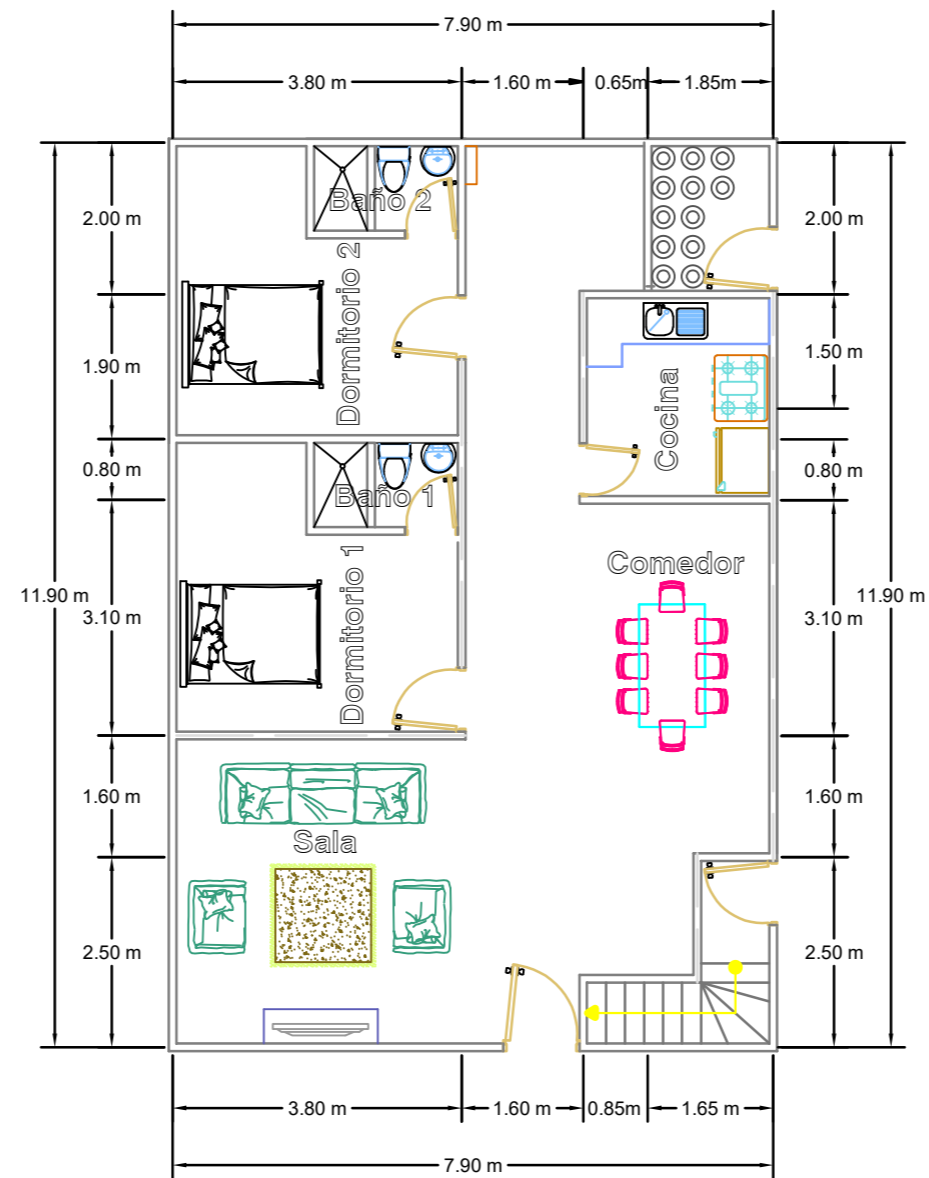 7.90 m
3.80 m
1.60 m
0.65m
1.85m
2.00 m
2.00 m
Baño 2
Dormitorio 2
1.90 m
1.50 m
Cocina
0.80 m
0.80 m
Baño 1
Dormitorio 1
Comedor
11.90 m
11.90 m
3.10 m
3.10 m
1.60 m
1.60 m
Sala
2.50 m
2.50 m
3.80 m
1.60 m
0.85m
1.65 m
7.90 m